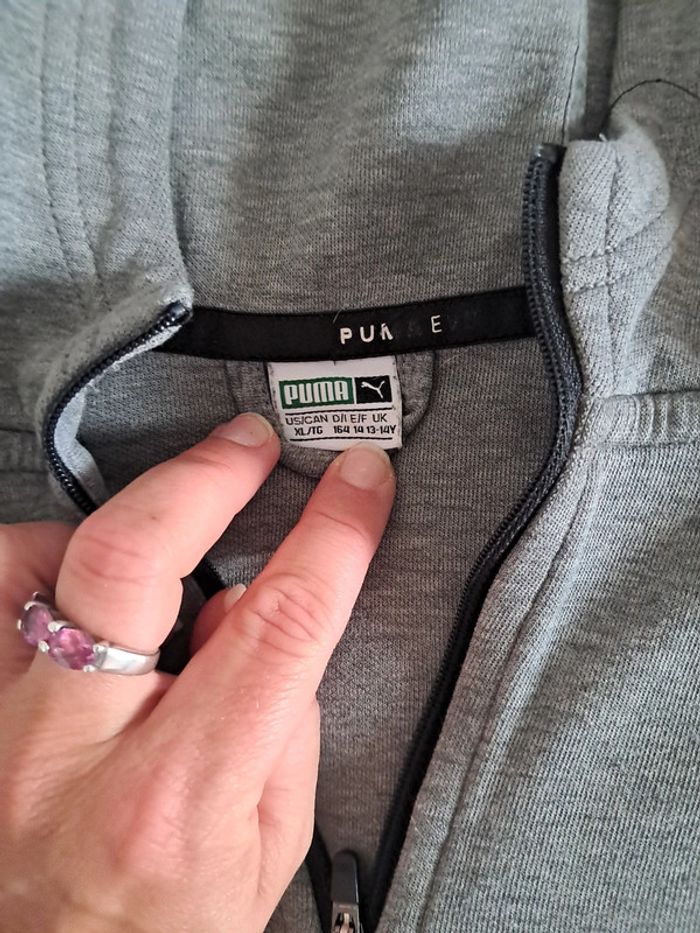 PUMA
US/CAN D/I E/F UK
XL/TG 164 14 13-14Y